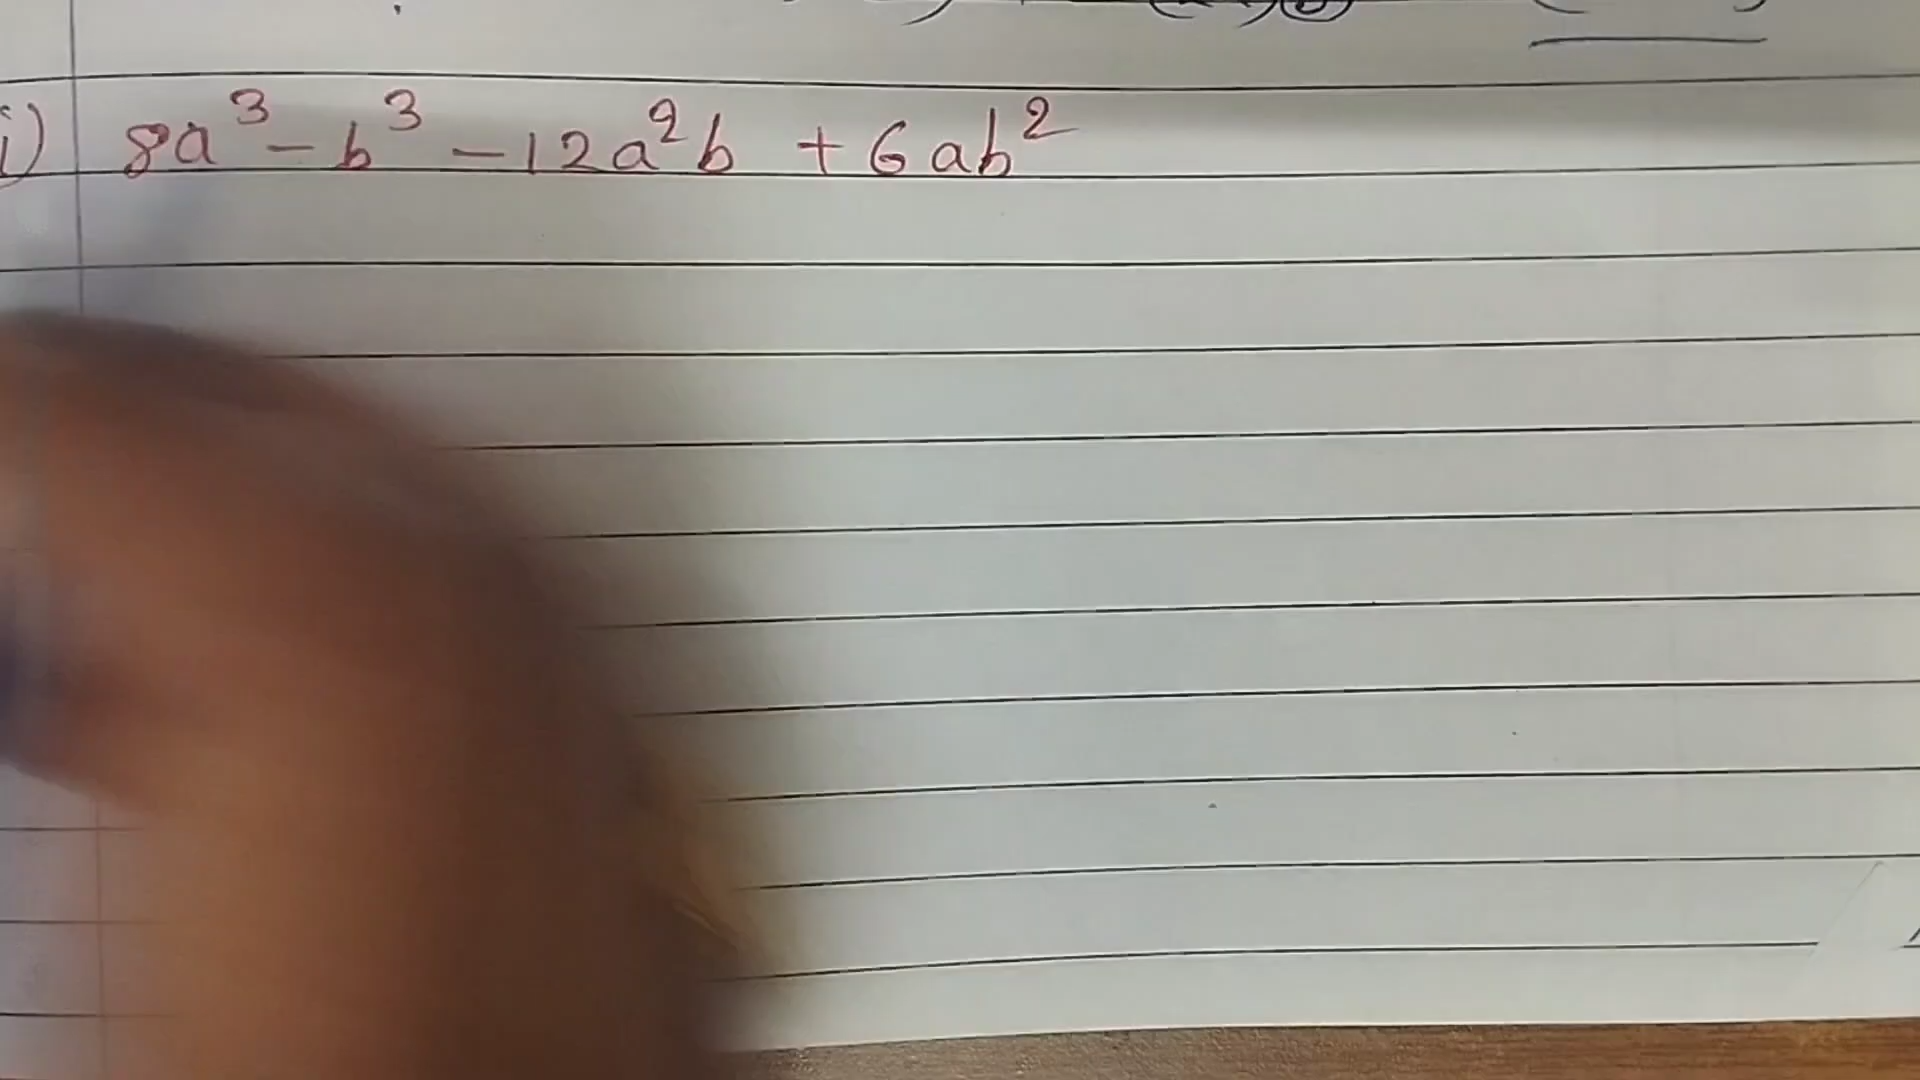 i) 8a³ - b³ - 12a²b + 6ab²